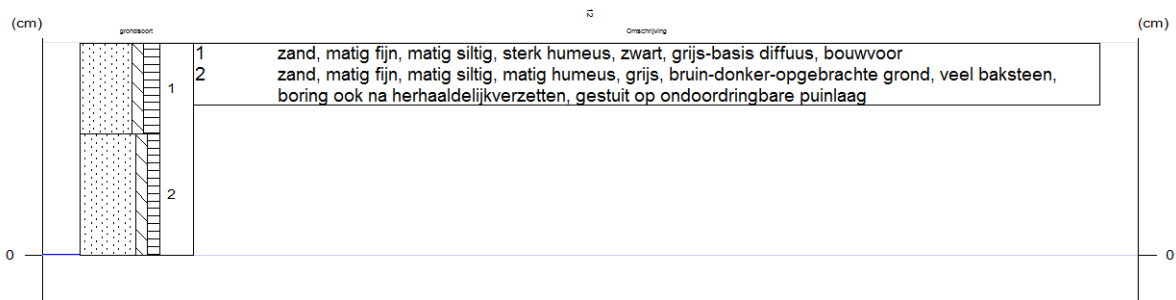 12
(cm) grondsoort Omschrijving (cm)
1 zand, matig fijn, matig siltig, sterk humeus, zwart, grijs-basis diffuus, bouwvoor
2 zand, matig fijn, matig siltig, matig humeus, grijs, bruin-donker-opgebrachte grond, veel baksteen,
boring ook na herhaaldelijkverzetten, gestuit op ondoordringbare puinlaag
1
2
0 0